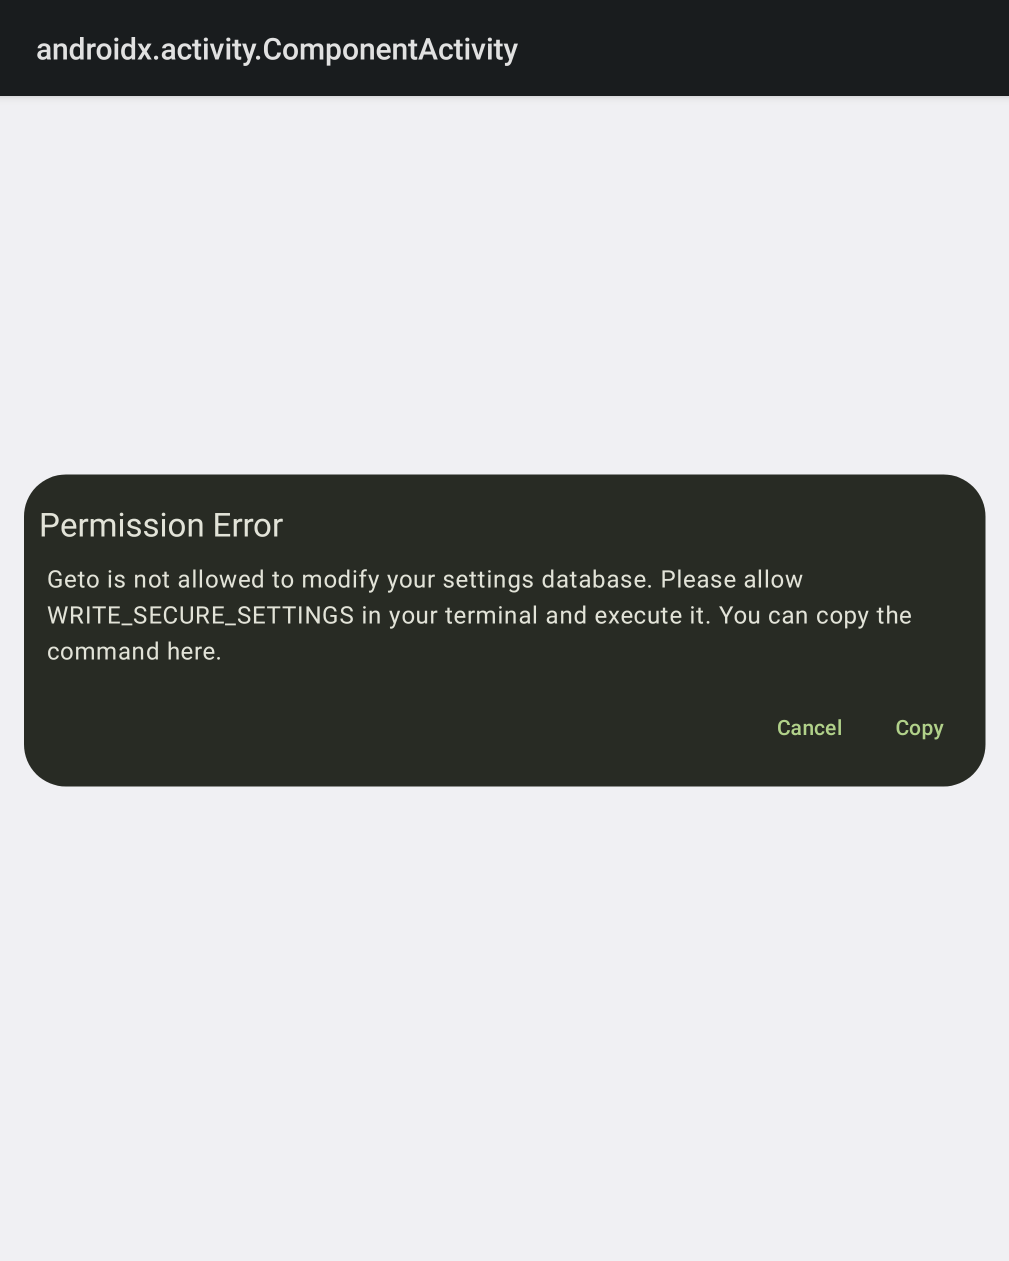 androidx.activity.ComponentActivity
Permission Error
Geto is not allowed to modify your settings database. Please allow
WRITE_SECURE_SETTINGS in your terminal and execute it. You can copy the
command here.
Cancel Copy